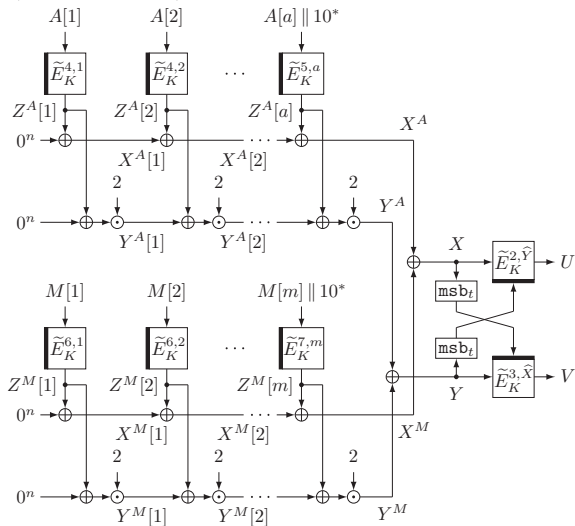 A[1] A[2] A[a] ∥ 10*
Ẽ_K^{4,1} Ẽ_K^{4,2} ··· Ẽ_K^{5,a}
Z^A[1] Z^A[2] Z^A[a]
0^n ··· X^A
X^A[1] X^A[2]
2 2 2 Y^A
0^n ···
Y^A[1] Y^A[2]
X Ẽ_K^{2,Ŷ} U
msb_t
M[1] M[2] M[m] ∥ 10*
Ẽ_K^{6,1} Ẽ_K^{6,2} ··· Ẽ_K^{7,m}
msb_t
Z^M[1] Z^M[2] Z^M[m]
Y Ẽ_K^{3,X̂} V
0^n ···
X^M[1] X^M[2] X^M
2 2 2
0^n ···
Y^M[1] Y^M[2] Y^M